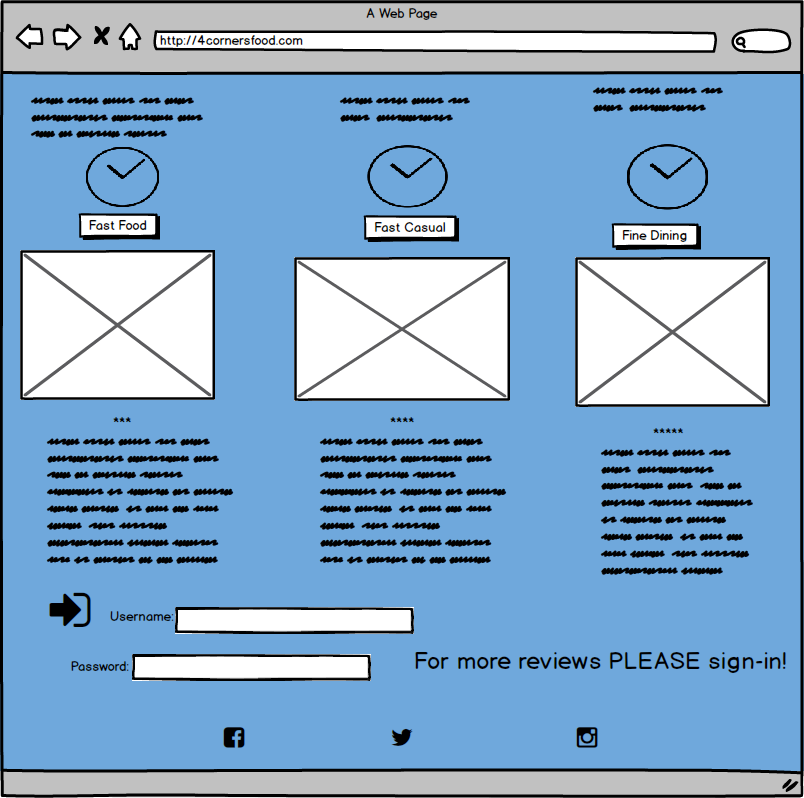 A Web Page
http://4cornersfood.com
Fast Food
Fast Casual
Fine Dining
***
****
*****
Username:
Password:
For more reviews PLEASE sign-in!